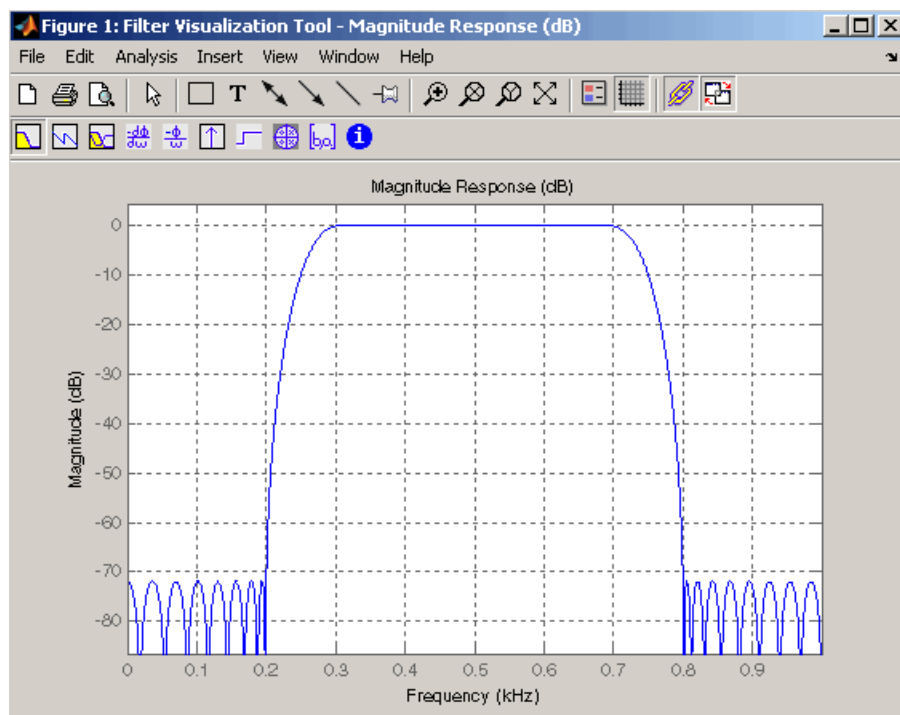 Figure 1: Filter Visualization Tool - Magnitude Response (dB)
File Edit Analysis Insert View Window Help
T
-dϕ
dω
-ϕ
ω
[b,a]
i
Magnitude Response (dB)
0
-10
-20
-30
-40
-50
-60
-70
-80
Magnitude (dB)
0 0.1 0.2 0.3 0.4 0.5 0.6 0.7 0.8 0.9
Frequency (kHz)